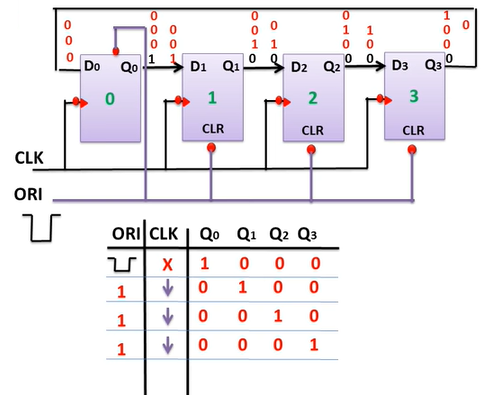 0 0 0 1 0
0 0 0 0 1 0 0
0 0 1 1 0 0 0 0
D0 Q0 1 D1 Q1 0 0 D2 Q2 0 0 D3 Q3 0
0 1 2 3
CLR CLR CLR
CLK
ORI
ORI CLK Q0 Q1 Q2 Q3
X 1 0 0 0
1 ↓ 0 1 0 0
1 ↓ 0 0 1 0
1 ↓ 0 0 0 1